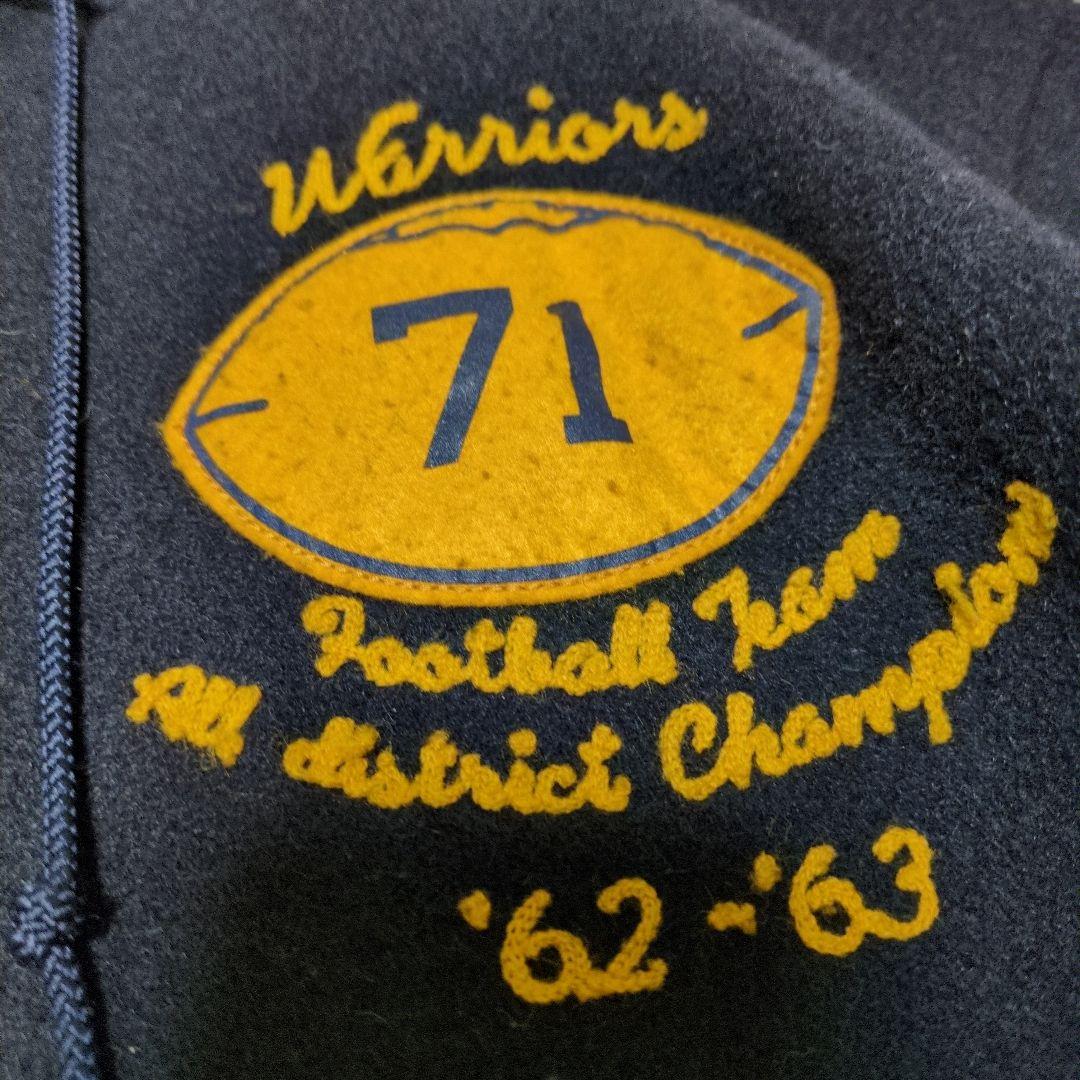 Warriors
71
Football Team
All district Champions
'62-'63